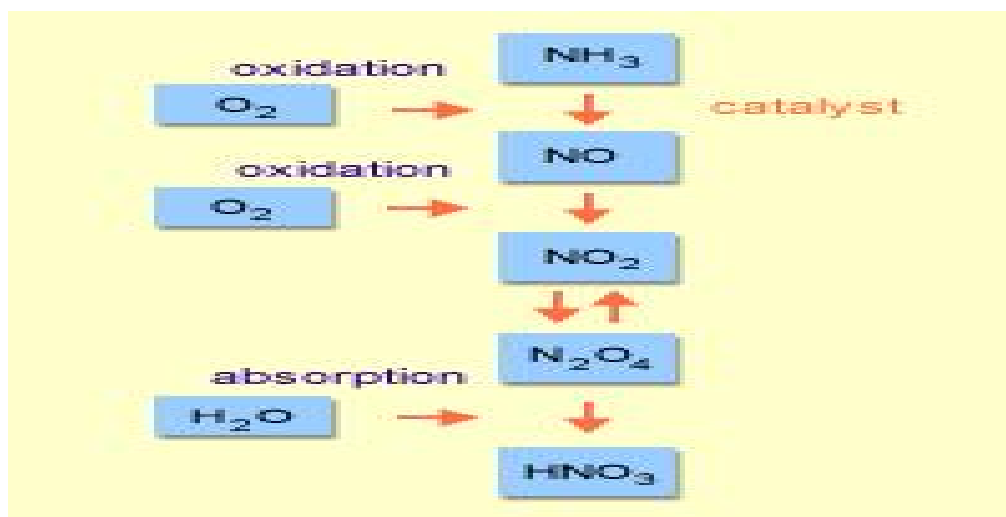 NH₃
oxidation
O₂
catalyst
NO
oxidation
O₂
NO₂
N₂O₄
absorption
H₂O
HNO₃